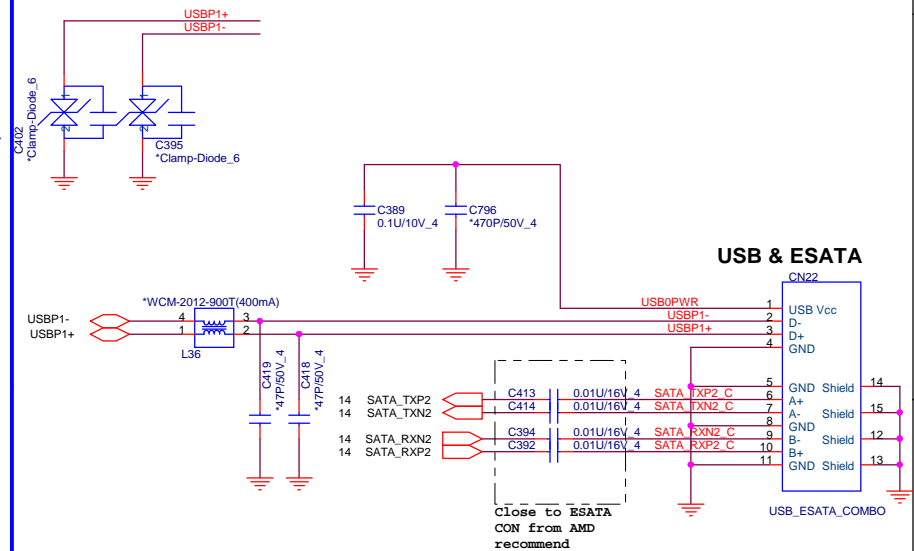 USBP1+
USBP1-
1
2
C402
*Clamp-Diode_6
1
2
C395
*Clamp-Diode_6
C389
0.1U/10V_4
C796
*470P/50V_4
USB & ESATA
CN22
*WCM-2012-900T(400mA)
USBP1- 4 3
USBP1+ 1 2
L36
USB0PWR 1 USB Vcc
USBP1- 2 D-
USBP1+ 3 D+
4 GND
C419
*47P/50V_4
C418
*47P/50V_4
5 GND Shield 14
14 SATA_TXP2 C413 0.01U/16V_4 SATA_TXP2_C 6 A+
14 SATA_TXN2 C414 0.01U/16V_4 SATA_TXN2_C 7 A- Shield 15
8 GND
14 SATA_RXN2 C394 0.01U/16V_4 SATA_RXN2_C 9 B- Shield 12
14 SATA_RXP2 C392 0.01U/16V_4 SATA_RXP2_C 10 B+
11 GND Shield 13
USB_ESATA_COMBO
Close to ESATA
CON from AMD
recommend